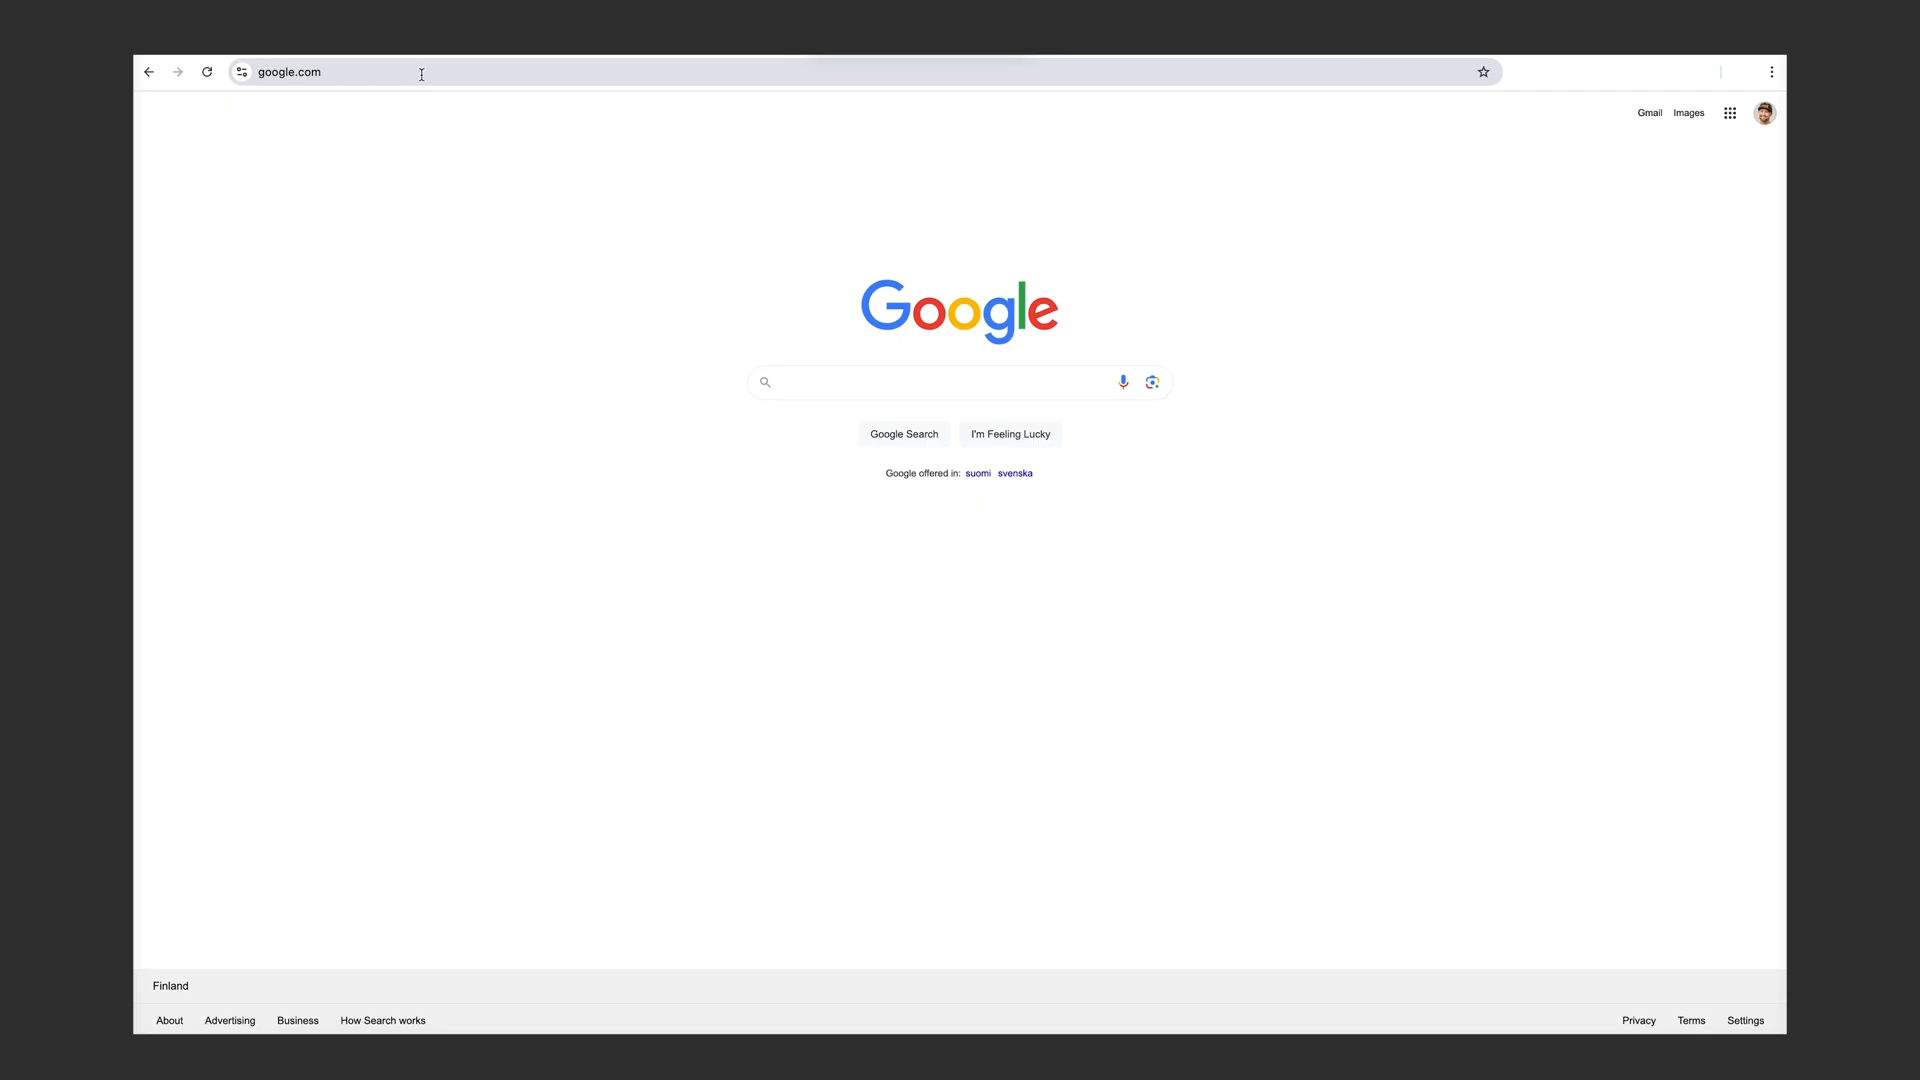 google.com
Gmail Images
Google
Google Search I'm Feeling Lucky
Google offered in: suomi svenska
Finland
About Advertising Business How Search works Privacy Terms Settings